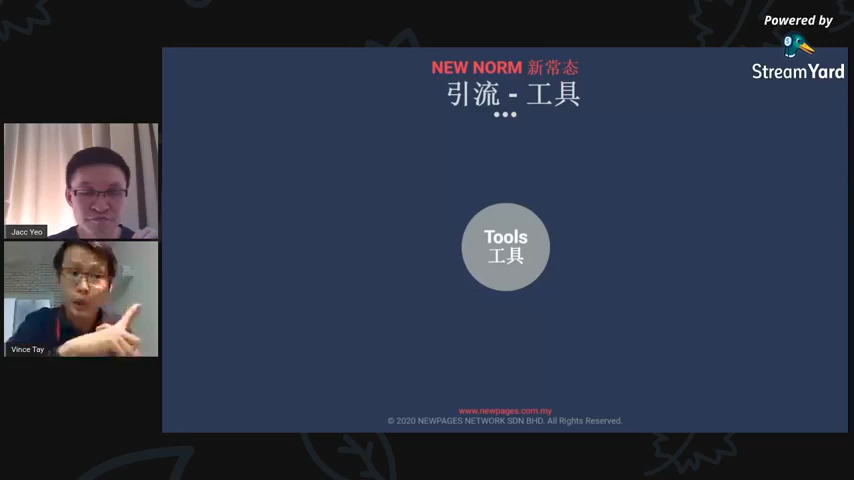 Powered by
StreamYard
NEW NORM 新常态
引流 - 工具
Tools
工具
Jacc Yeo
Vince Tay
www.newpages.com.my
© 2020 NEWPAGES NETWORK SDN BHD. All Rights Reserved.